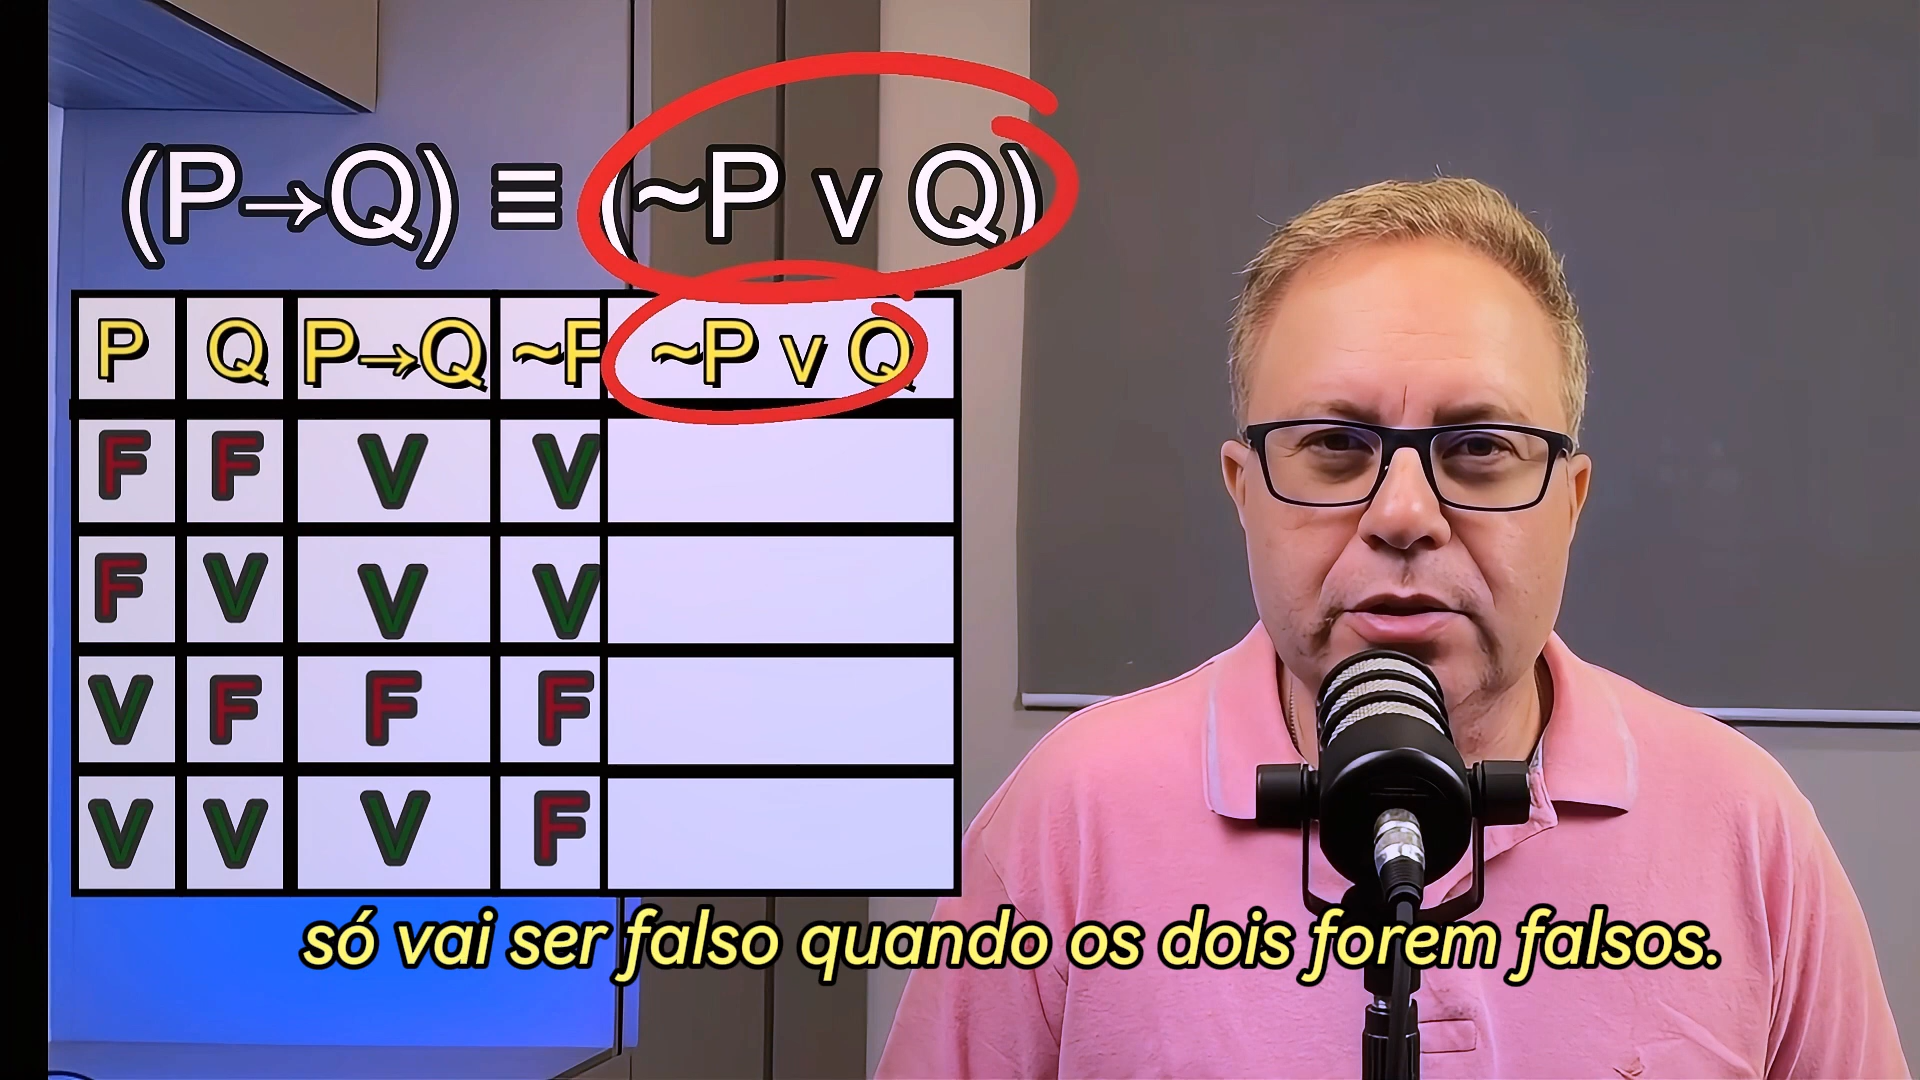 (P→Q) ≡ (~P v Q)
P Q P→Q ~P ~P v Q
F F V V
F V V V
V F F F
V V V F
só vai ser falso quando os dois forem falsos.